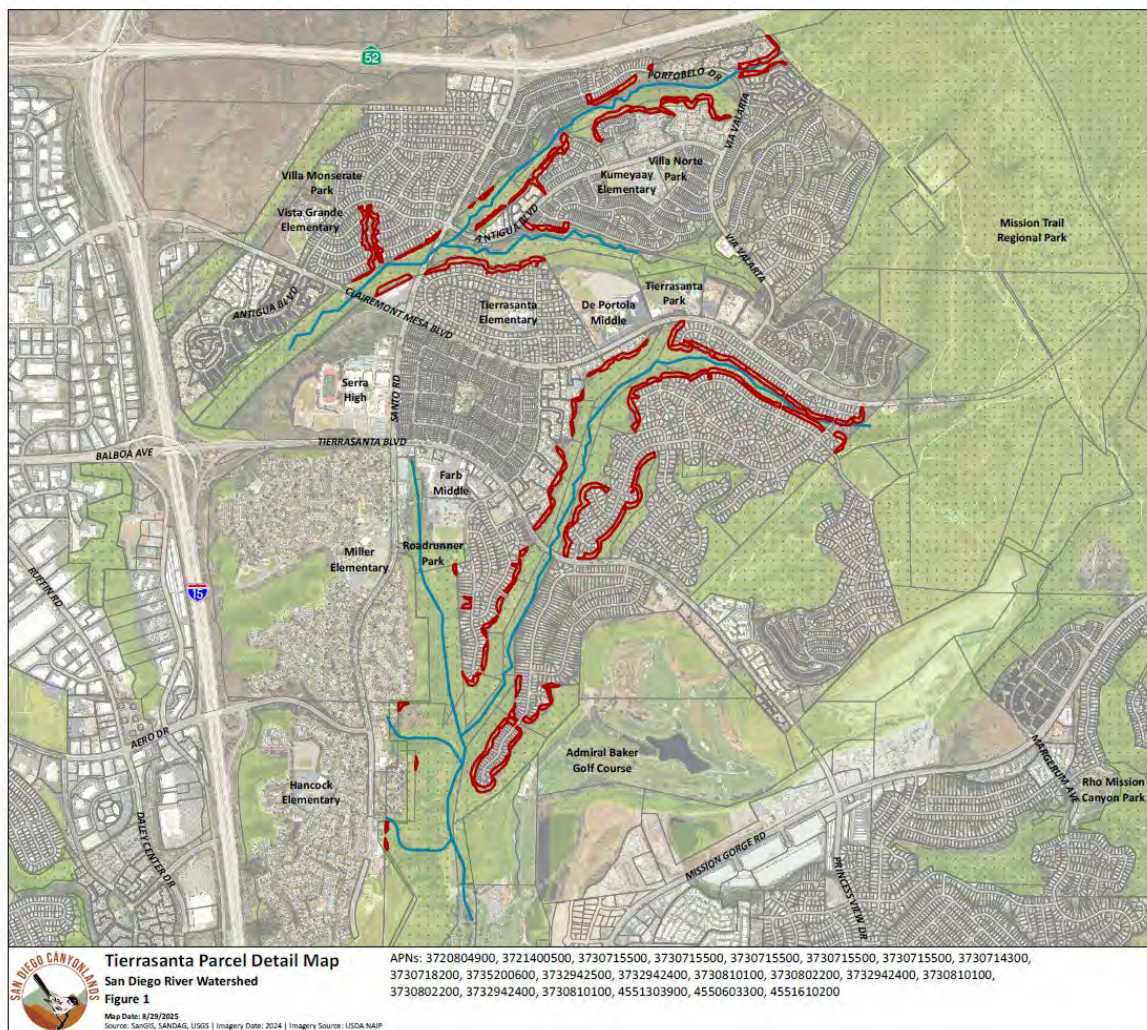 52
PORTOBELO DR
VIA VALARTA
Villa Monserate
Park
Villa Norte
Park
Kumeyaay
Elementary
Vista Grande
Elementary
ANTIGUA BLVD
Mission Trail
Regional Park
VIA VALARTA
ANTIGUA BLVD
CLAIREMONT MESA BLVD
Tierrasanta
Elementary
De Portola
Middle
Tierrasanta
Park
Serra
High
SANTO RD
TIERRASANTA BLVD
BALBOA AVE
Farb
Middle
Roadrunner
Park
Miller
Elementary
RUFFIN RD
15
AERO DR
Admiral Baker
Golf Course
Hancock
Elementary
MARGERUM AVE
Rho Mission
Canyon Park
DALEY CENTER DR
MISSION GORGE RD
PRINCESS VIEW DR
SAN DIEGO CANYONLANDS
Tierrasanta Parcel Detail Map
San Diego River Watershed
Figure 1
Map Date: 8/29/2025
Source: SanGIS, SANDAG, USGS | Imagery Date: 2024 | Imagery Source: USDA NAIP
APNs: 3720804900, 3721400500, 3730715500, 3730715500, 3730715500, 3730715500, 3730715500, 3730714300,
3730718200, 3735200600, 3732942500, 3732942400, 3730810100, 3730802200, 3732942400, 3730810100,
3730802200, 3732942400, 3730810100, 4551303900, 4550603300, 4551610200